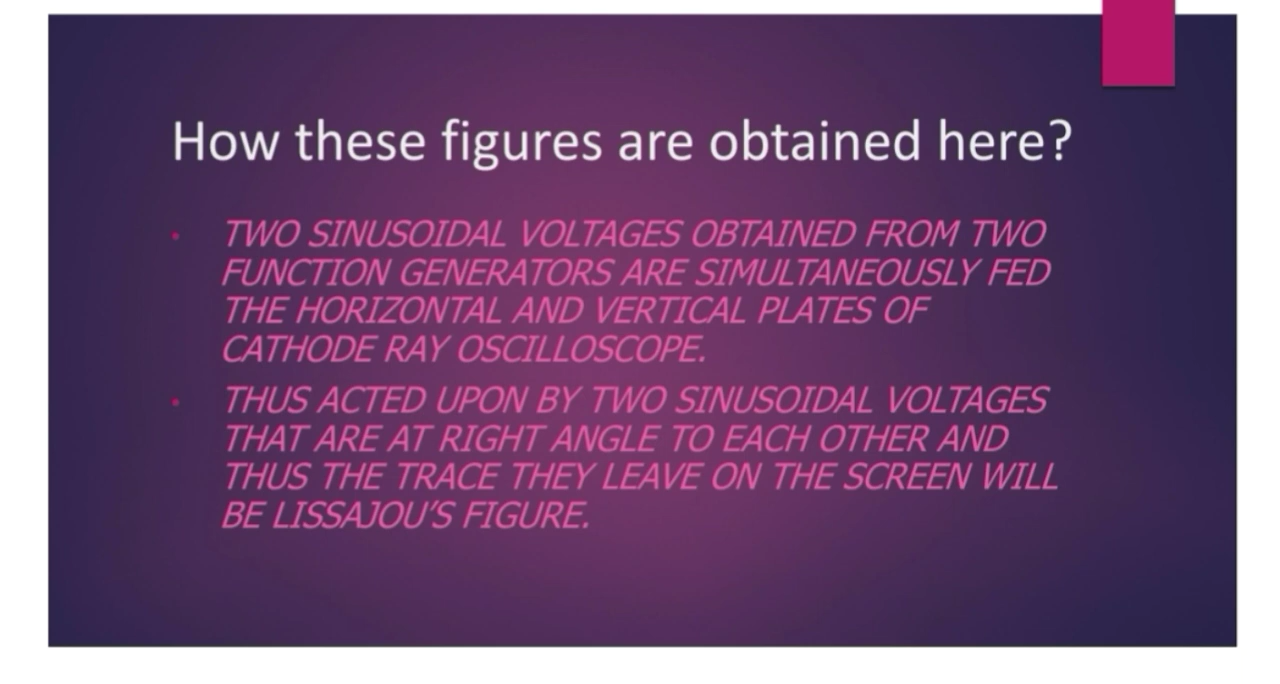 How these figures are obtained here?
• TWO SINUSOIDAL VOLTAGES OBTAINED FROM TWO
FUNCTION GENERATORS ARE SIMULTANEOUSLY FED
THE HORIZONTAL AND VERTICAL PLATES OF
CATHODE RAY OSCILLOSCOPE.
• THUS ACTED UPON BY TWO SINUSOIDAL VOLTAGES
THAT ARE AT RIGHT ANGLE TO EACH OTHER AND
THUS THE TRACE THEY LEAVE ON THE SCREEN WILL
BE LISSAJOU’S FIGURE.